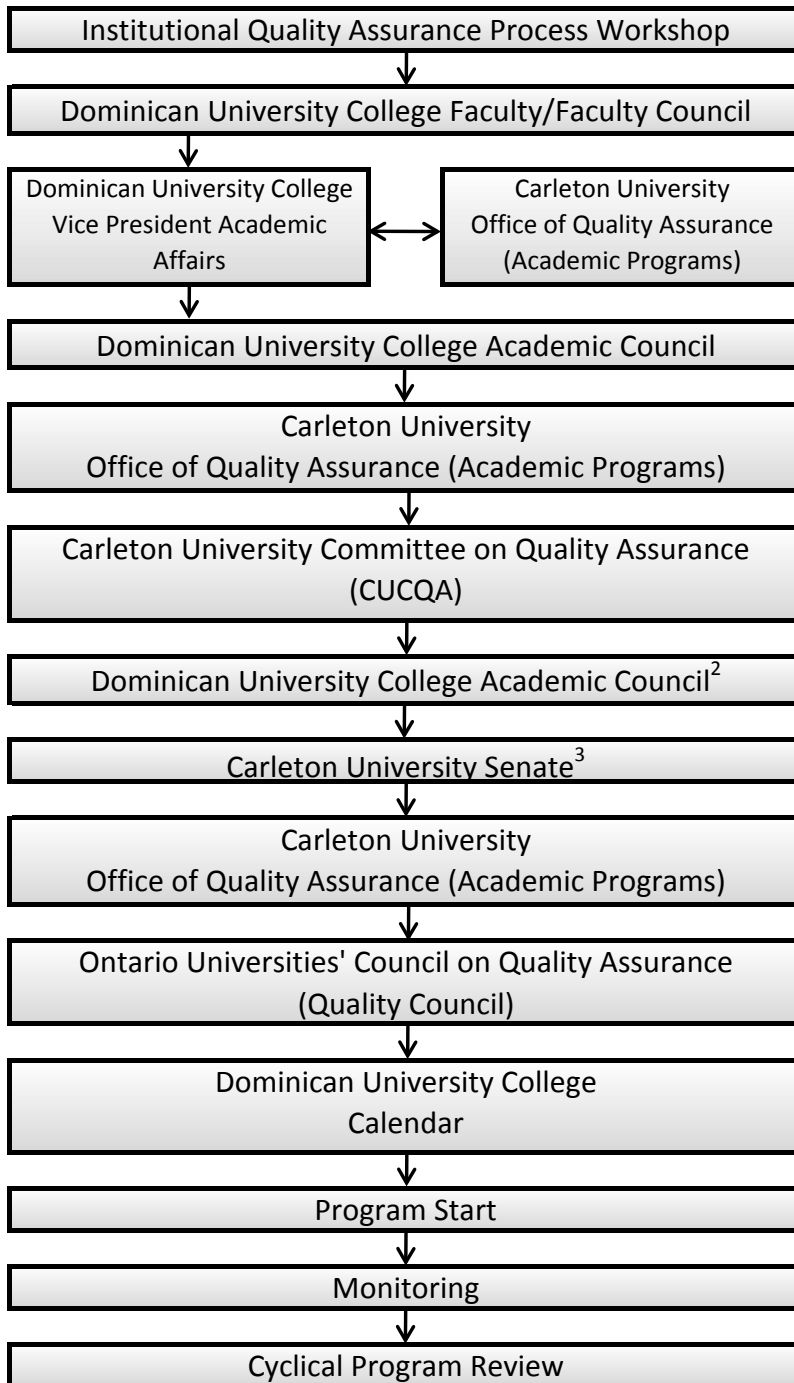 Institutional Quality Assurance Process Workshop
Dominican University College Faculty/Faculty Council
Dominican University College
Vice President Academic
Affairs
Carleton University
Office of Quality Assurance
(Academic Programs)
Dominican University College Academic Council
Carleton University
Office of Quality Assurance (Academic Programs)
Carleton University Committee on Quality Assurance
(CUCQA)
Dominican University College Academic Council²
Carleton University Senate³
Carleton University
Office of Quality Assurance (Academic Programs)
Ontario Universities' Council on Quality Assurance
(Quality Council)
Dominican University College
Calendar
Program Start
Monitoring
Cyclical Program Review